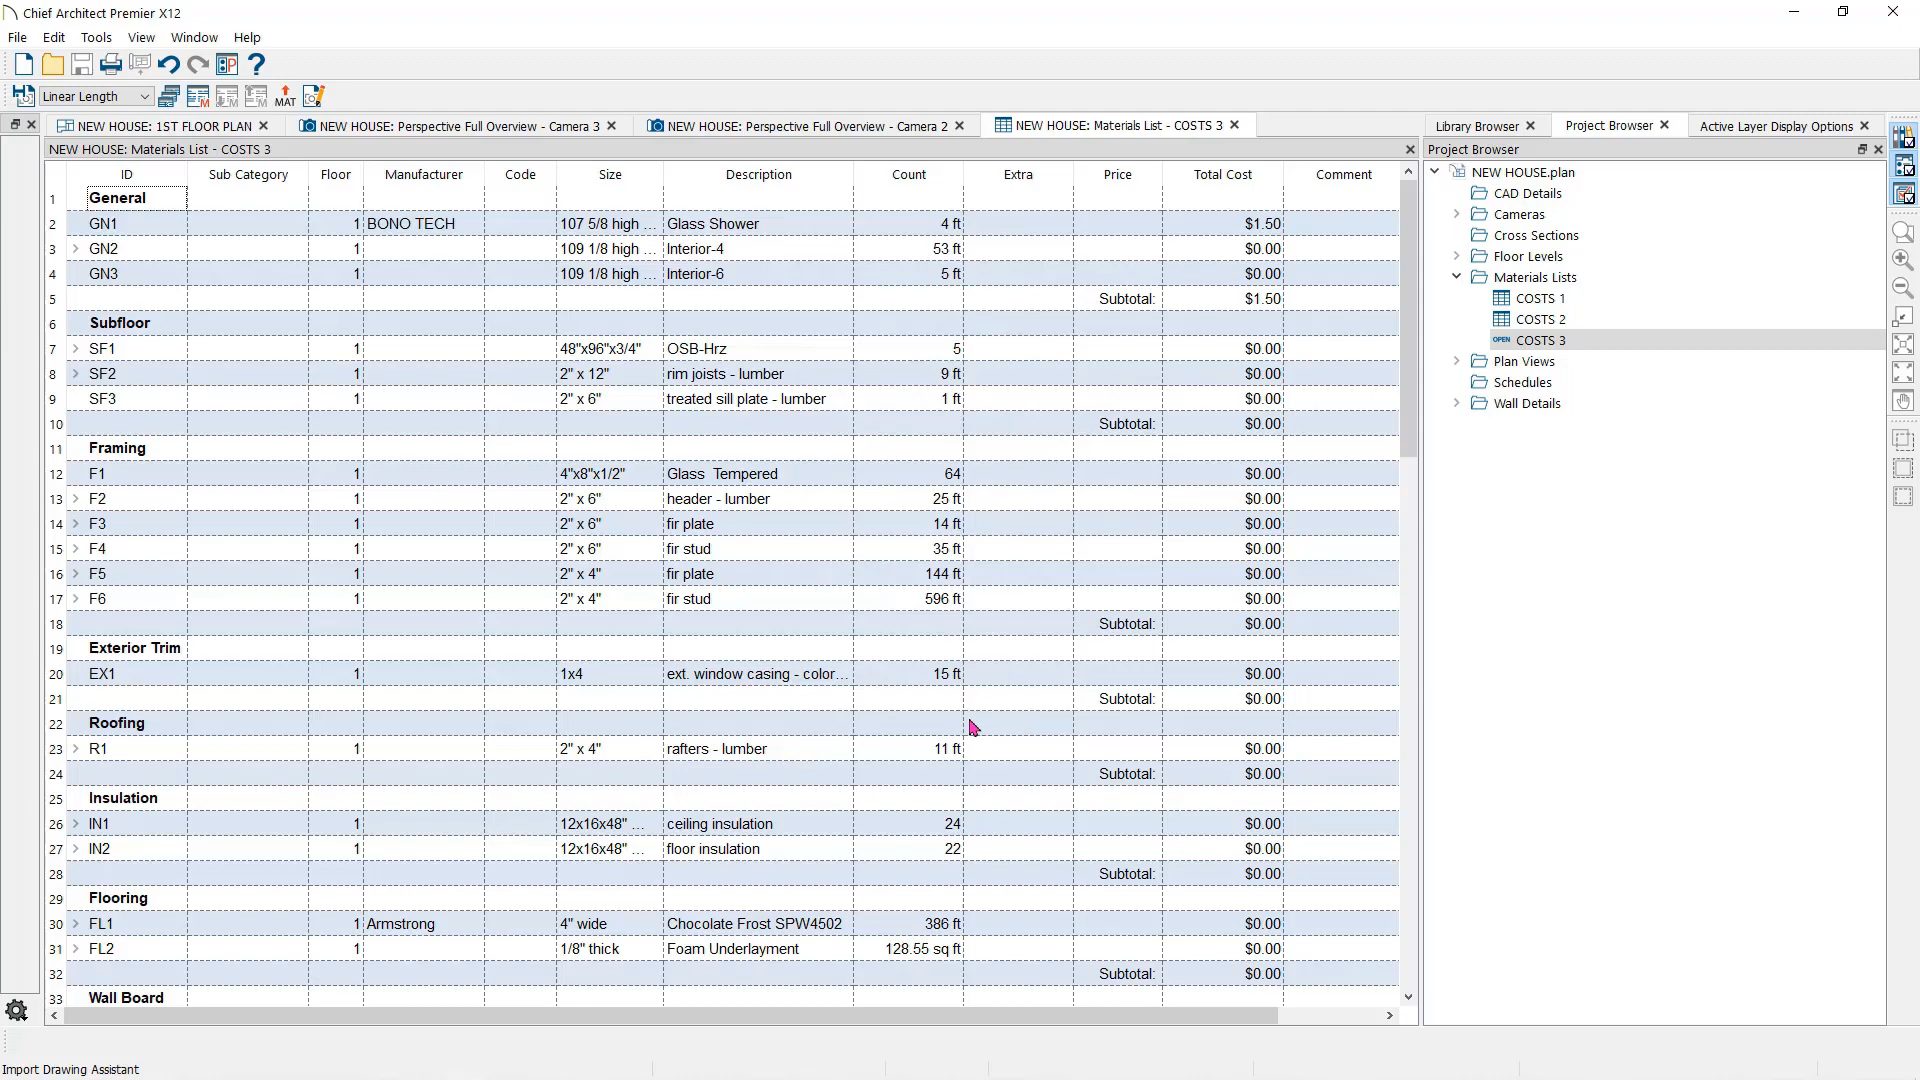 Chief Architect Premier X12
File Edit Tools View Window Help
Linear Length MAT
NEW HOUSE: 1ST FLOOR PLAN NEW HOUSE: Perspective Full Overview - Camera 3 NEW HOUSE: Perspective Full Overview - Camera 2 NEW HOUSE: Materials List - COSTS 3
NEW HOUSE: Materials List - COSTS 3
ID Sub Category Floor Manufacturer Code Size Description Count Extra Price Total Cost Comment
1 General
2 GN1 1 BONO TECH 107 5/8 high ... Glass Shower 4 ft $1.50
3 GN2 1 109 1/8 high ... Interior-4 53 ft $0.00
4 GN3 1 109 1/8 high ... Interior-6 5 ft $0.00
5 Subtotal: $1.50
6 Subfloor
7 SF1 1 48"x96"x3/4" OSB-Hrz 5 $0.00
8 SF2 1 2" x 12" rim joists - lumber 9 ft $0.00
9 SF3 1 2" x 6" treated sill plate - lumber 1 ft $0.00
10 Subtotal: $0.00
11 Framing
12 F1 1 4"x8"x1/2" Glass  Tempered 64 $0.00
13 F2 1 2" x 6" header - lumber 25 ft $0.00
14 F3 1 2" x 6" fir plate 14 ft $0.00
15 F4 1 2" x 6" fir stud 35 ft $0.00
16 F5 1 2" x 4" fir plate 144 ft $0.00
17 F6 1 2" x 4" fir stud 596 ft $0.00
18 Subtotal: $0.00
19 Exterior Trim
20 EX1 1 1x4 ext. window casing - color... 15 ft $0.00
21 Subtotal: $0.00
22 Roofing
23 R1 1 2" x 4" rafters - lumber 11 ft $0.00
24 Subtotal: $0.00
25 Insulation
26 IN1 1 12x16x48" ... ceiling insulation 24 $0.00
27 IN2 1 12x16x48" ... floor insulation 22 $0.00
28 Subtotal: $0.00
29 Flooring
30 FL1 1 Armstrong 4" wide Chocolate Frost SPW4502 386 ft $0.00
31 FL2 1 1/8" thick Foam Underlayment 128.55 sq ft $0.00
32 Subtotal: $0.00
33 Wall Board
Library Browser Project Browser Active Layer Display Options
Project Browser
NEW HOUSE.plan
CAD Details
Cameras
Cross Sections
Floor Levels
Materials Lists
COSTS 1
COSTS 2
OPEN COSTS 3
Plan Views
Schedules
Wall Details
Import Drawing Assistant